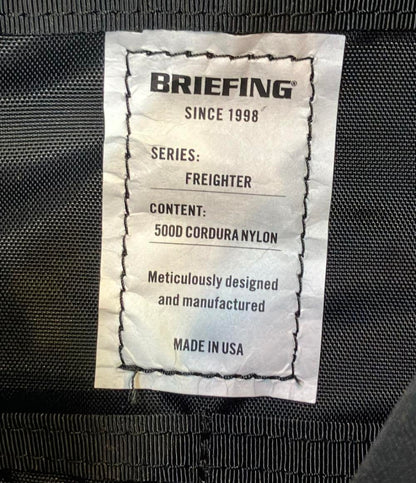 BRIEFING®
SINCE 1998
SERIES:
FREIGHTER
CONTENT:
500D CORDURA NYLON
Meticulously designed
and manufactured
MADE IN USA